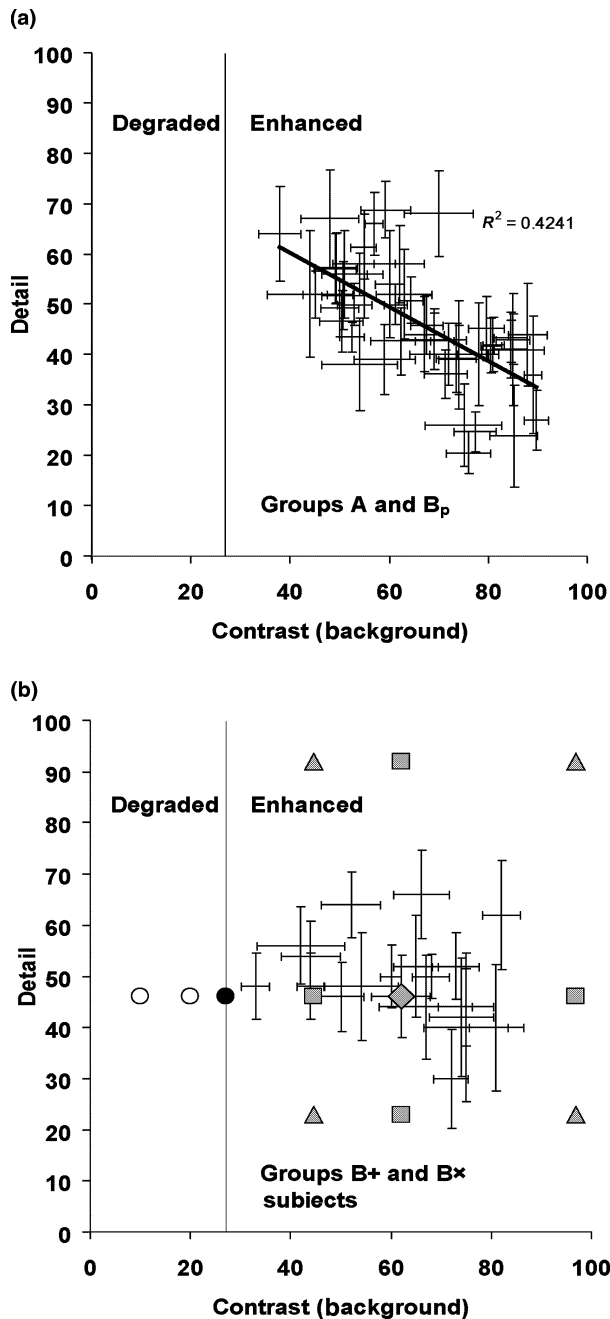 (a)
100
90
80
70
60
50
40
30
20
10
0
Detail
Degraded Enhanced
R² = 0.4241
Groups A and Bₚ
0 20 40 60 80 100
Contrast (background)
(b)
100
90
80
70
60
50
40
30
20
10
0
Detail
Degraded Enhanced
Groups B+ and B×
subiects
0 20 40 60 80 100
Contrast (background)